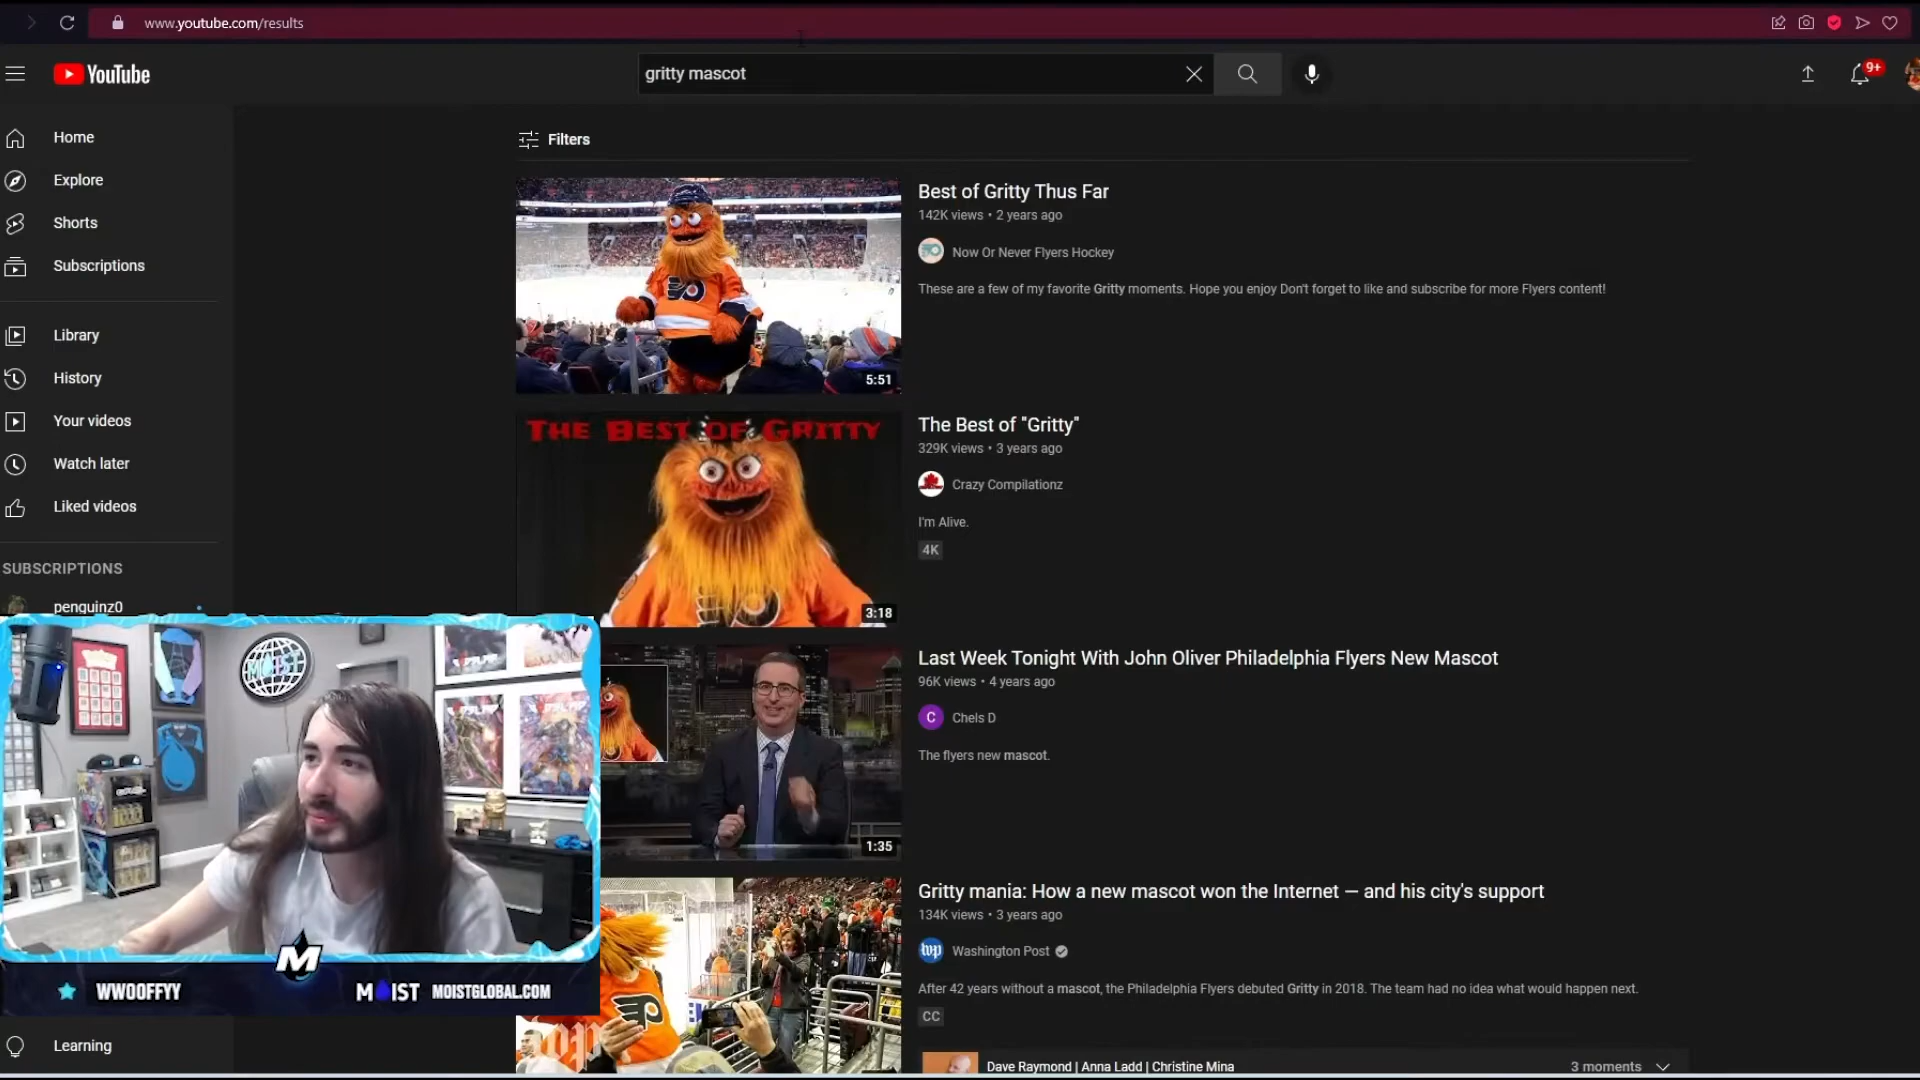 www.youtube.com/results
YouTube
gritty mascot
9+
Home
Explore
Shorts
Subscriptions
Library
History
Your videos
Watch later
Liked videos
SUBSCRIPTIONS
penguinz0
Learning
Filters
5:51
Best of Gritty Thus Far
142K views • 2 years ago
Now Or Never Flyers Hockey
These are a few of my favorite Gritty moments. Hope you enjoy Don't forget to like and subscribe for more Flyers content!
THE BEST OF GRITTY
3:18
The Best of "Gritty"
329K views • 3 years ago
Crazy Compilationz
I'm Alive.
4K
1:35
Last Week Tonight With John Oliver Philadelphia Flyers New Mascot
96K views • 4 years ago
C
Chels D
The flyers new mascot.
Gritty mania: How a new mascot won the Internet — and his city's support
134K views • 3 years ago
wp
Washington Post
After 42 years without a mascot, the Philadelphia Flyers debuted Gritty in 2018. The team had no idea what would happen next.
CC
wp
Dave Raymond | Anna Ladd | Christine Mina
3 moments
MOIST
M
WWOOFFYY
MOIST
MOISTGLOBAL.COM